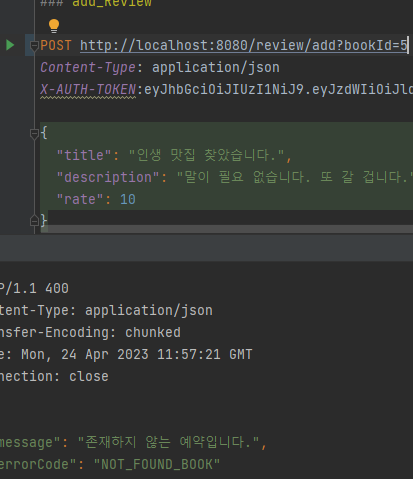 ### add_Review
POST http://localhost:8080/review/add?bookId=5
Content-Type: application/json
X-AUTH-TOKEN:eyJhbGciOiJIUzI1NiJ9.eyJzdWIiOiJlc
{
"title": "인생 맛집 찾았습니다.",
"description": "말이 필요 없습니다. 또 갈 겁니다."
"rate": 10
}
P/1.1 400
tent-Type: application/json
nsfer-Encoding: chunked
e: Mon, 24 Apr 2023 11:57:21 GMT
nection: close
message": "존재하지 않는 예약입니다.",
errorCode": "NOT_FOUND_BOOK"